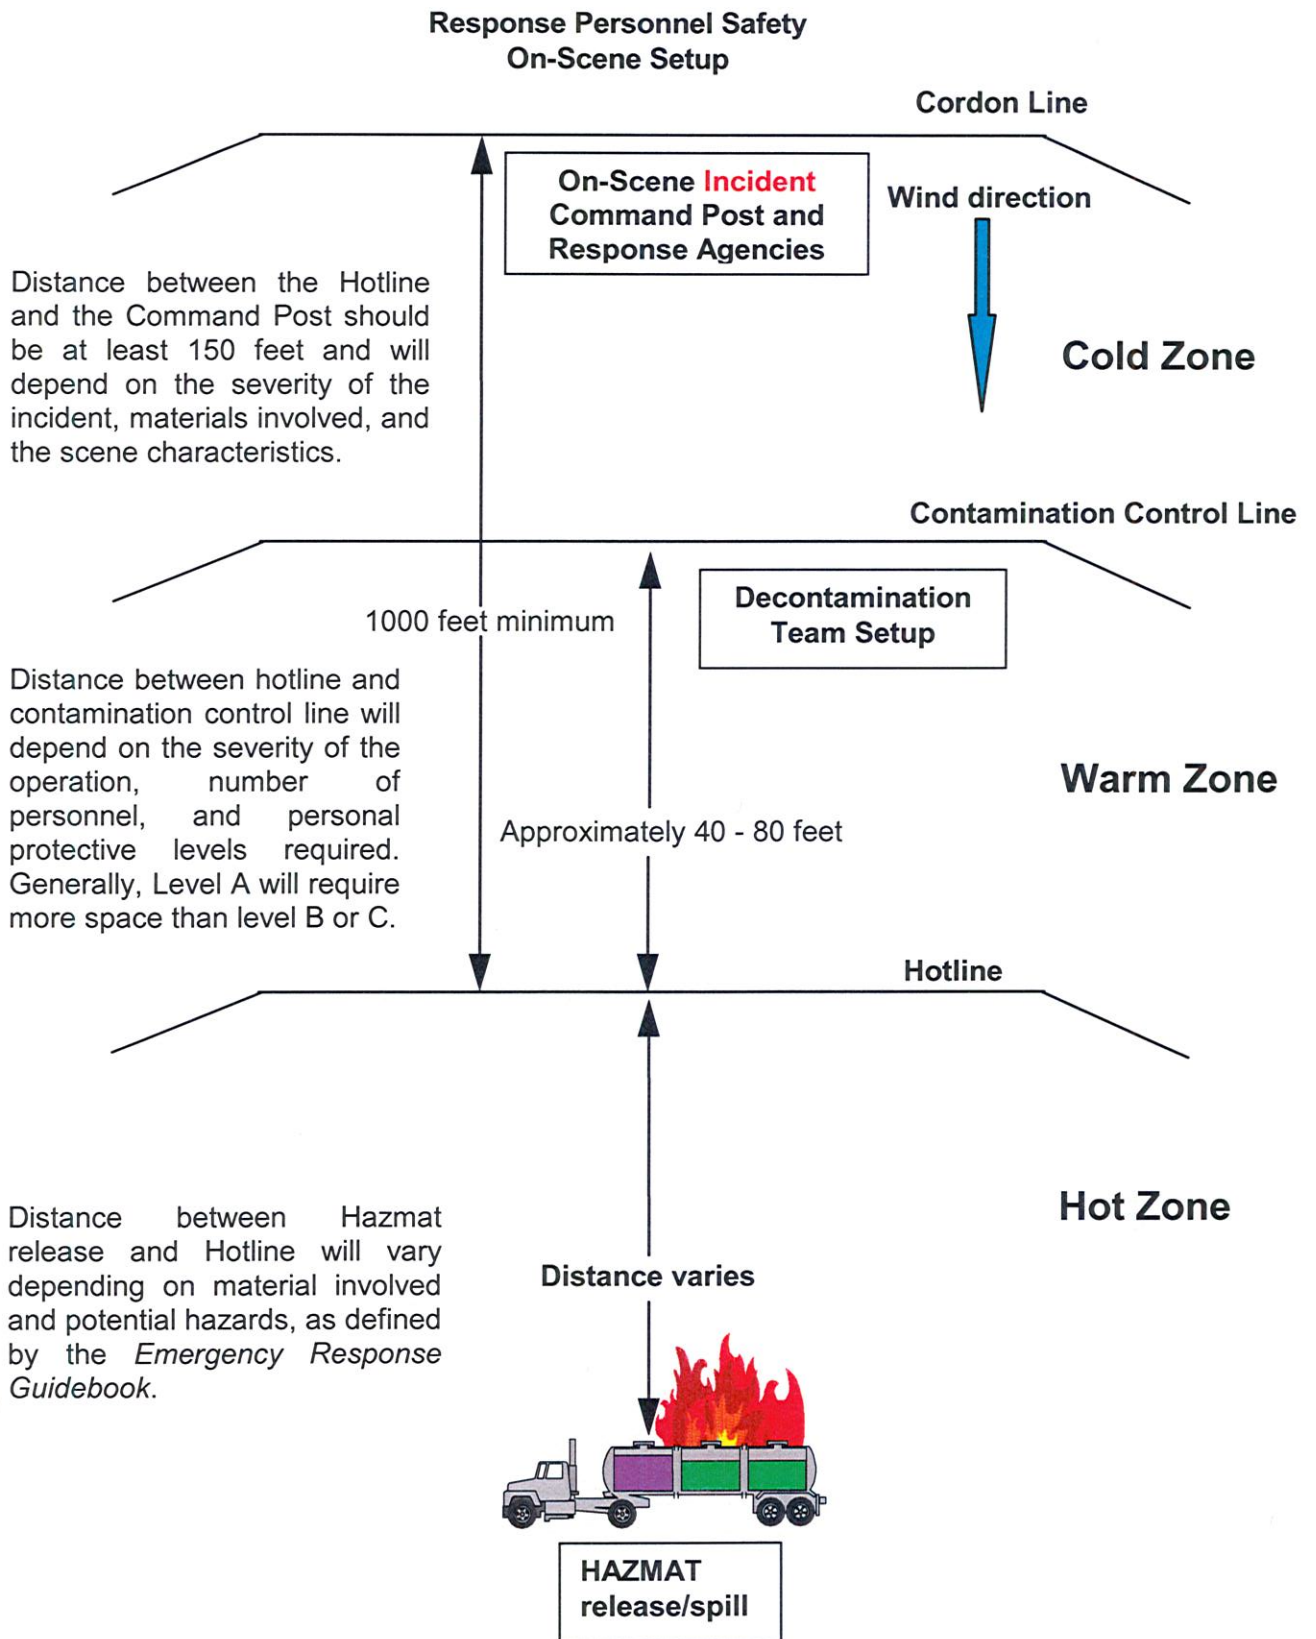 Response Personnel Safety
On-Scene Setup
Cordon Line
On-Scene Incident
Command Post and
Response Agencies
Wind direction
Distance between the Hotline
and the Command Post should
be at least 150 feet and will
depend on the severity of the
incident, materials involved, and
the scene characteristics.
Cold Zone
Contamination Control Line
Decontamination
Team Setup
1000 feet minimum
Distance between hotline and
contamination control line will
depend on the severity of the
operation, number of
personnel, and personal
protective levels required.
Generally, Level A will require
more space than level B or C.
Warm Zone
Approximately 40 - 80 feet
Hotline
Hot Zone
Distance between Hazmat
release and Hotline will vary
depending on material involved
and potential hazards, as defined
by the Emergency Response
Guidebook.
Distance varies
HAZMAT
release/spill